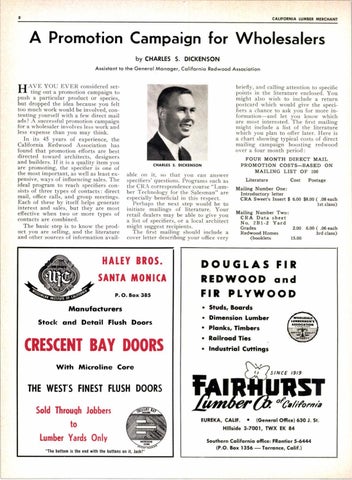 8
CALIFORNIA LUMBER MERCHANT
A Promotion Campaign for Wholesalers
by CHARLES S. DICKENSON
Assistant to the General Manager, California Redwood Association
HAVE YOU EVER considered set-
ting out a promotion campaign to
push a particular product or species,
but dropped the idea because you felt
too much work would be involved, con-
tenting yourself with a few direct mail
ads? A successful promotion campaign
for a wholesaler involves less work and
less expense than you may think.
In its 45 years of experience, the
California Redwood Association has
found that promotion efforts are best
directed toward architects, designers
and builders. If it is a quality item you
are promoting, the specifier is one of
the most important, as well as least ex-
pensive, ways of influencing sales. The
ideal program to reach specifiers con-
sists of three types of contacts: direct
mail, office calls, and group meetings.
Each of these by itself helps generate
interest and sales, but they are most
effective when two or more types of
contacts are combined.
The basic step is to know the prod-
uct you are selling, and the literature
and other sources of information avail-
CHARLES S. DICKENSON
able on it, so that you can answer
specifiers' questions. Programs such as
the CRA correspondence course "Lum-
ber Technology for the Salesman" are
especially beneficial in this respect.
Perhaps the next step would be to
initiate mailings of literature. Your
retail dealers may be able to give you
a list of specifiers, or a local architect
might suggest recipients.
The first mailing should include a
cover letter describing your office very
briefly, and calling attention to specific
points in the literature enclosed. You
might also wish to include a return
postcard which would give the speci-
fiers a chance to ask you for more in-
formation—and let you know which
are most interested. The first mailing
might include a list of the literature
which you plan to offer later. Here is
a chart showing typical costs of direct
mailing campaigns boosting redwood
over a four month period:
FOUR MONTH DIRECT MAIL
PROMOTION COSTS—BASED ON
MAILING LIST OF 100
Literature Cost Postage
Mailing Number One:
Introductory letter
CRA Sweet's Insert $ 6.00 $8.00 ( .08 each
1st class)
Mailing Number Two:
CRA Data sheet
No. 2B1-2 Yard
Grades 2.00 6.00 ( .06 each
Redwood Homes 3rd class)
(booklet) 13.00
HALEY BROS.
SANTA MONICA
P.O. Box 385
Manufacturers
Stock and Detail Flush Doors
CRESCENT BAY DOORS
With Microline Core
THE WEST'S FINEST FLUSH DOORS
Sold Through Jobbers
to
Lumber Yards Only
CRESCENT BAY
"The bottom is the end with the bottom on it, Jack!"
DOUGLAS FIR
REDWOOD and
FIR PLYWOOD
• Studs, Boards
• Dimension Lumber
• Planks, Timbers
• Railroad Ties
• Industrial Cuttings
SINCE 1913
FAIRHURST
Lumber Co. of California
EUREKA, CALIF. • (General Office) 630 J. St.
Hillside 3-7001, TWX EK 84
Southern California office: FRontier 5-6444
(P.O. Box 1356 — Torrance, Calif.)